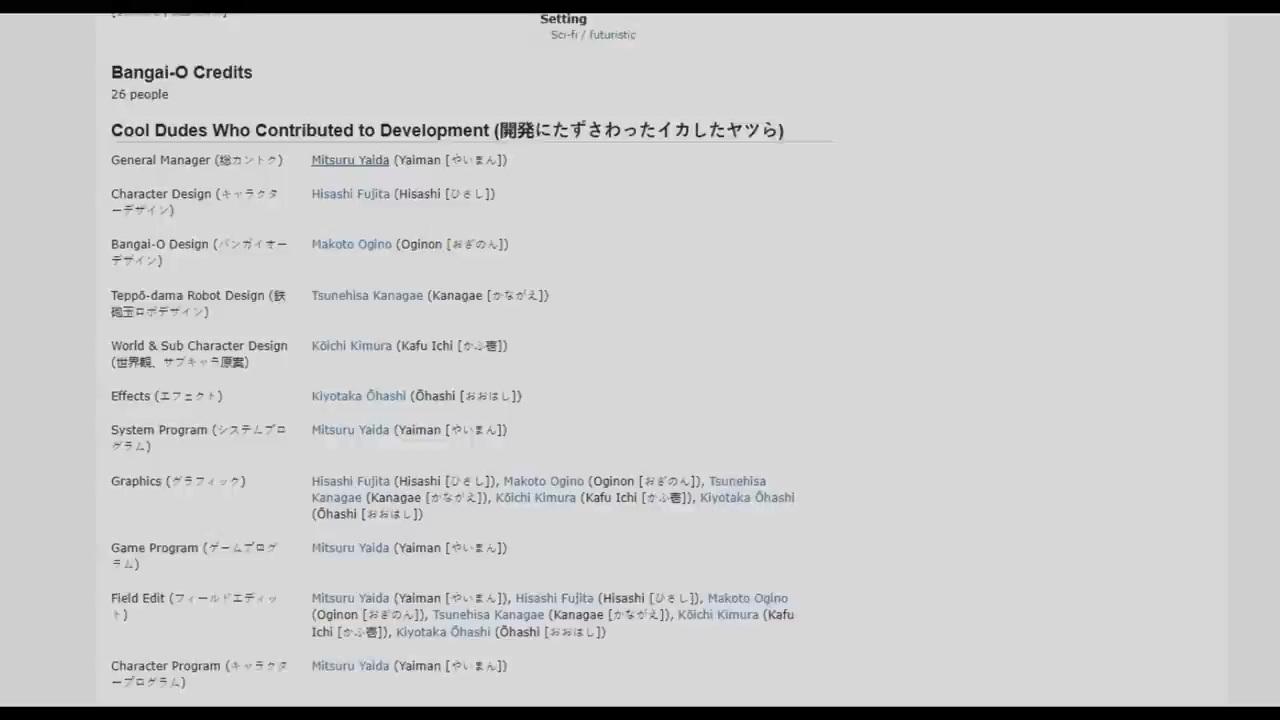 Setting
Sci-fi / futuristic
Bangai-O Credits
26 people
Cool Dudes Who Contributed to Development (開発にたずさわったイカしたヤツら)
General Manager (総カントク) Mitsuru Yaida (Yaiman [やいまん])
Character Design (キャラクタ Hisashi Fujita (Hisashi [ひさし])
ーデザイン)
Bangai-O Design (バンガイオー Makoto Ogino (Oginon [おぎのん])
デザイン)
Teppō-dama Robot Design (鉄 Tsunehisa Kanagae (Kanagae [かながえ])
砲玉ロボデザイン)
World & Sub Character Design Kōichi Kimura (Kafu Ichi [かふ壱])
(世界観、サブキャラ原案)
Effects (エフェクト) Kiyotaka Ōhashi (Ōhashi [おおはし])
System Program (システムプロ Mitsuru Yaida (Yaiman [やいまん])
グラム)
Graphics (グラフィック) Hisashi Fujita (Hisashi [ひさし]), Makoto Ogino (Oginon [おぎのん]), Tsunehisa
Kanagae (Kanagae [かながえ]), Kōichi Kimura (Kafu Ichi [かふ壱]), Kiyotaka Ōhashi
(Ōhashi [おおはし])
Game Program (ゲームプログ Mitsuru Yaida (Yaiman [やいまん])
ラム)
Field Edit (フィールドエディッ Mitsuru Yaida (Yaiman [やいまん]), Hisashi Fujita (Hisashi [ひさし]), Makoto Ogino
ト) (Oginon [おぎのん]), Tsunehisa Kanagae (Kanagae [かながえ]), Kōichi Kimura (Kafu
Ichi [かふ壱]), Kiyotaka Ōhashi (Ōhashi [おおはし])
Character Program (キャラクタ Mitsuru Yaida (Yaiman [やいまん])
ープログラム)